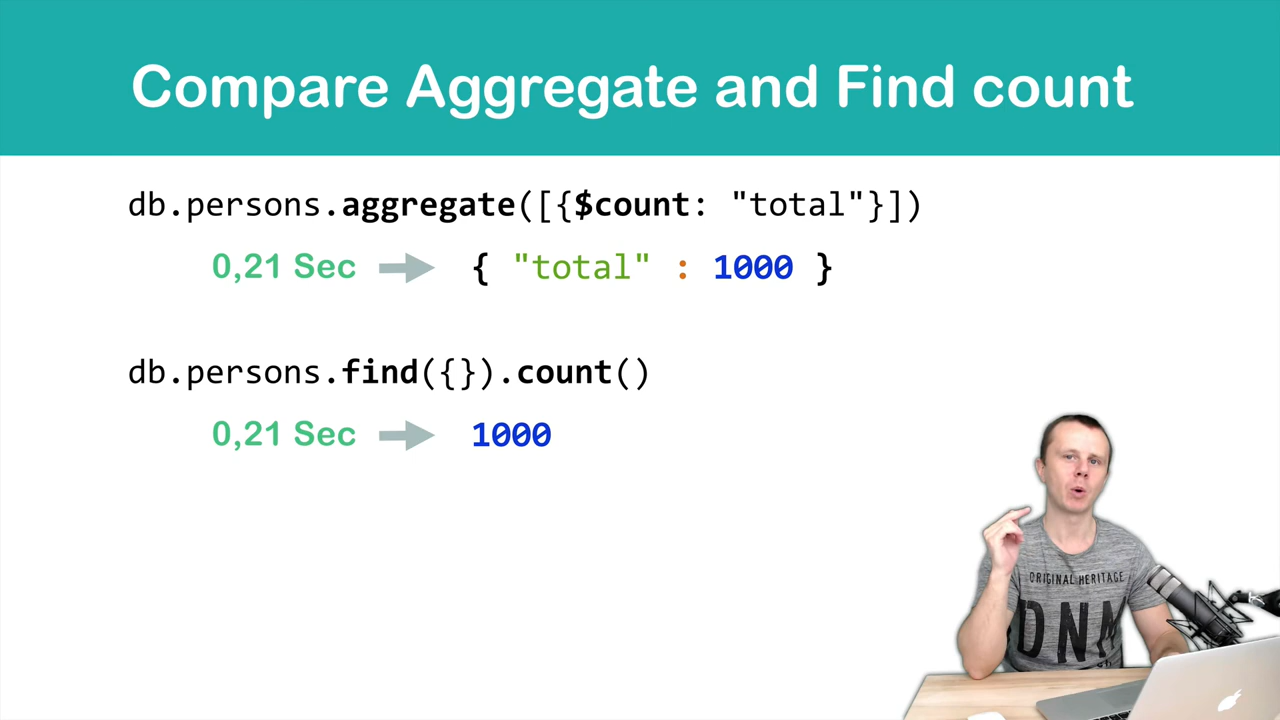 Compare Aggregate and Find count
db.persons.aggregate([{$count: "total"}])
0,21 Sec
{ "total" : 1000 }
db.persons.find({}).count()
0,21 Sec
1000
ORIGINAL HERITAGE
DNM